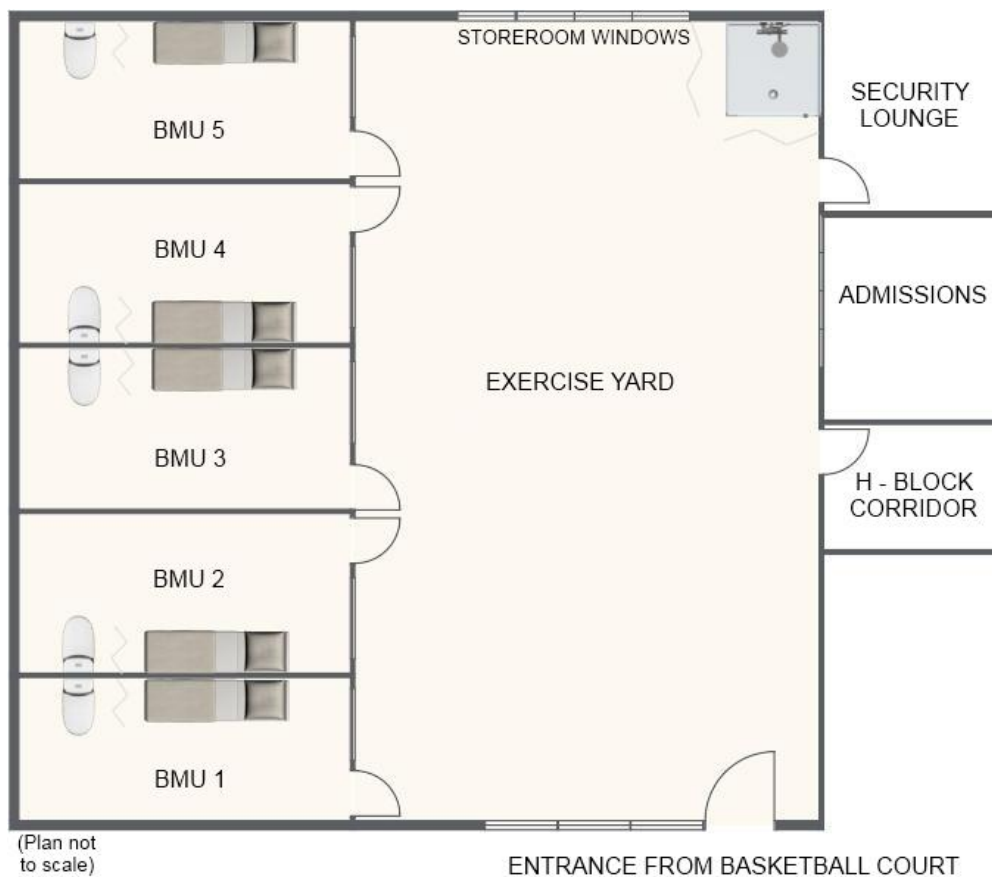 STOREROOM WINDOWS
SECURITY
LOUNGE
BMU 5
BMU 4
ADMISSIONS
EXERCISE YARD
BMU 3
H - BLOCK
CORRIDOR
BMU 2
BMU 1
(Plan not
to scale)
ENTRANCE FROM BASKETBALL COURT